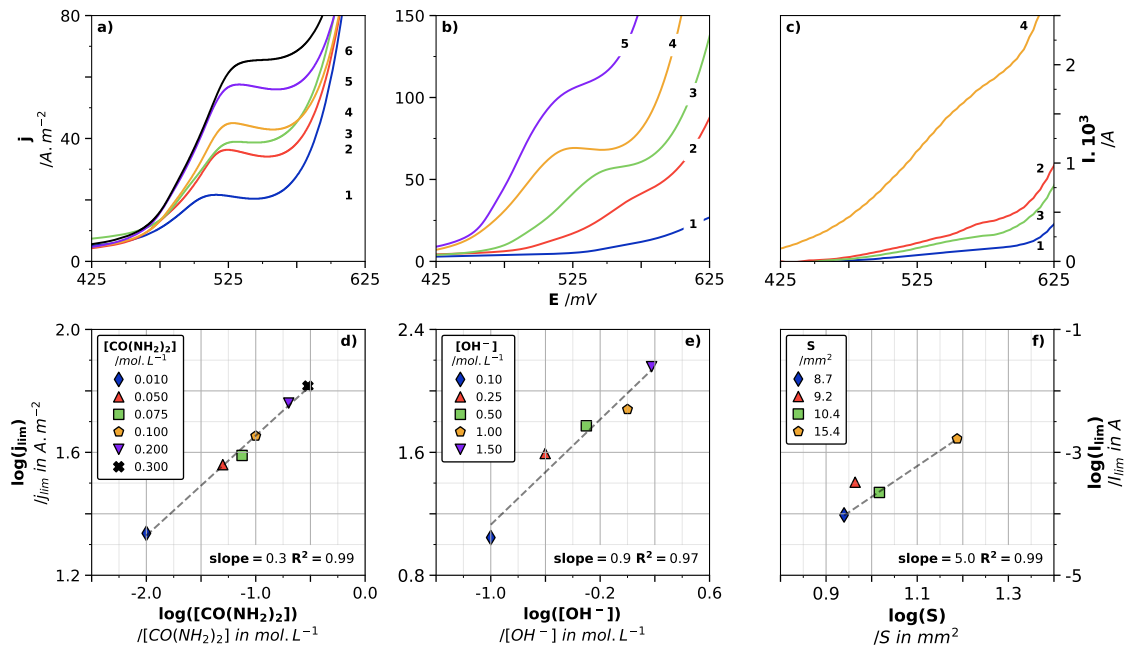 a)
80
40
0
j
/A.m⁻²
425
525
625
6
5
4
3
2
1
b)
150
100
50
0
425
525
625
E /mV
5
4
3
2
1
c)
425
525
625
4
2
3
1
2
1
0
I.10³
/A
d)
2.0
1.6
1.2
log(jlim)
/jlim in A.m⁻²
[CO(NH₂)₂]
/mol.L⁻¹
0.010
0.050
0.075
0.100
0.200
0.300
slope = 0.3 R² = 0.99
-2.0
-1.0
0.0
log([CO(NH₂)₂])
/[CO(NH₂)₂] in mol.L⁻¹
e)
2.4
1.6
0.8
[OH⁻]
/mol.L⁻¹
0.10
0.25
0.50
1.00
1.50
slope = 0.9 R² = 0.97
-1.0
-0.2
0.6
log([OH⁻])
/[OH⁻] in mol.L⁻¹
f)
S
/mm²
8.7
9.2
10.4
15.4
slope = 5.0 R² = 0.99
-1
-3
-5
log(Ilim)
/Ilim in A
0.9
1.1
1.3
log(S)
/S in mm²